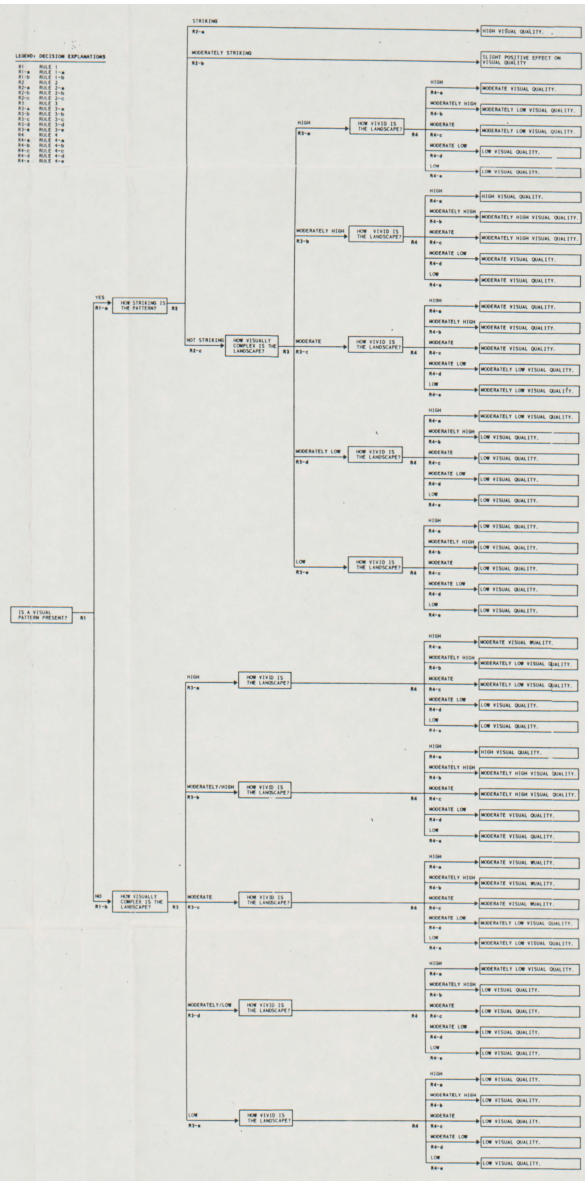 LEGEND: DECISION EXPLANATIONS
R1 RULE 1
R1-a RULE 1-a
R1-b RULE 1-b
R2 RULE 2
R2-a RULE 2-a
R2-b RULE 2-b
R2-c RULE 2-c
R3 RULE 3
R3-a RULE 3-a
R3-b RULE 3-b
R3-c RULE 3-c
R3-d RULE 3-d
R3-e RULE 3-e
R4 RULE 4
R4-a RULE 4-a
R4-b RULE 4-b
R4-c RULE 4-c
R4-d RULE 4-d
R4-e RULE 4-e
IS A VISUAL
PATTERN PRESENT?
R1
YES
R1-a
HOW STRIKING IS
THE PATTERN?
R2
STRIKING
R2-a
HIGH VISUAL QUALITY.
MODERATELY STRIKING
R2-b
SLIGHT POSITIVE EFFECT ON
VISUAL QUALITY
NOT STRIKING
R2-c
HOW VISUALLY
COMPLEX IS THE
LANDSCAPE?
R3
HIGH
R3-a
HOW VIVID IS
THE LANDSCAPE?
R4
HIGH
R4-a
MODERATE VISUAL QUALITY.
MODERATELY HIGH
R4-b
MODERATELY LOW VISUAL QUALITY.
MODERATE
R4-c
MODERATELY LOW VISUAL QUALITY.
MODERATE LOW
R4-d
LOW VISUAL QUALITY.
LOW
R4-e
LOW VISUAL QUALITY.
MODERATELY HIGH
R3-b
HOW VIVID IS
THE LANDSCAPE?
R4
HIGH
R4-a
HIGH VISUAL QUALITY.
MODERATELY HIGH
R4-b
MODERATELY HIGH VISUAL QUALITY.
MODERATE
R4-c
MODERATELY HIGH VISUAL QUALITY.
MODERATE LOW
R4-d
MODERATE VISUAL QUALITY.
LOW
R4-e
MODERATE VISUAL QUALITY.
MODERATE
R3-c
HOW VIVID IS
THE LANDSCAPE?
R4
HIGH
R4-a
MODERATE VISUAL QUALITY.
MODERATELY HIGH
R4-b
MODERATE VISUAL QUALITY.
MODERATE
R4-c
MODERATE VISUAL QUALITY.
MODERATE LOW
R4-d
MODERATELY LOW VISUAL QUALITY.
LOW
R4-e
MODERATELY LOW VISUAL QUALITY.
MODERATELY LOW
R3-d
HOW VIVID IS
THE LANDSCAPE?
R4
HIGH
R4-a
MODERATELY LOW VISUAL QUALITY.
MODERATELY HIGH
R4-b
LOW VISUAL QUALITY.
MODERATE
R4-c
LOW VISUAL QUALITY.
MODERATE LOW
R4-d
LOW VISUAL QUALITY.
LOW
R4-e
LOW VISUAL QUALITY.
LOW
R3-e
HOW VIVID IS
THE LANDSCAPE?
R4
HIGH
R4-a
LOW VISUAL QUALITY.
MODERATELY HIGH
R4-b
LOW VISUAL QUALITY.
MODERATE
R4-c
LOW VISUAL QUALITY.
MODERATE LOW
R4-d
LOW VISUAL QUALITY.
LOW
R4-e
LOW VISUAL QUALITY.
NO
R1-b
HOW VISUALLY
COMPLEX IS THE
LANDSCAPE?
R3
HIGH
R3-a
HOW VIVID IS
THE LANDSCAPE?
R4
HIGH
R4-a
MODERATE VISUAL WUALITY.
MODERATELY HIGH
R4-b
MODERATELY LOW VISUAL QUALITY.
MODERATE
R4-c
MODERATELY LOW VISUAL QUALITY.
MODERATE LOW
R4-d
LOW VISUAL QUALITY.
LOW
R4-e
LOW VISUAL QUALITY.
MODERATELY/HIGH
R3-b
HOW VIVID IS
THE LANDSCAPE?
R4
HIGH
R4-a
HIGH VISUAL QUALITY.
MODERATELY HIGH
R4-b
MODERATELY HIGH VISUAL QUALITY.
MODERATE
R4-c
MODERATELY HIGH VISUAL QUALITY.
MODERATE LOW
R4-d
MODERATE VISUAL QUALITY.
LOW
R4-e
MODERATE VISUAL QUALITY.
MODERATE
R3-c
HOW VIVID IS
THE LANDSCAPE?
R4
HIGH
R4-a
MODERATE VISUAL WUALITY.
MODERATELY HIGH
R4-b
MODERATE VISUAL WUALITY.
MODERATE
R4-c
MODERATE VISUAL WUALITY.
MODERATE LOW
R4-d
MODERATELY LOW VISUAL QUALITY.
LOW
R4-e
MODERATELY LOW VISUAL QUALITY.
MODERATELY/LOW
R3-d
HOW VIVID IS
THE LANDSCAPE?
R4
HIGH
R4-a
MODERATELY LOW VISUAL QUALITY.
MODERATELY HIGH
R4-b
LOW VISUAL QUALITY.
MODERATE
R4-c
LOW VISUAL QUALITY.
MODERATE LOW
R4-d
LOW VISUAL QUALITY.
LOW
R4-e
LOW VISUAL QUALITY.
LOW
R3-e
HOW VIVID IS
THE LANDSCAPE?
R4
HIGH
R4-a
LOW VISUAL QUALITY.
MODERATELY HIGH
R4-b
LOW VISUAL QUALITY.
MODERATE
R4-c
LOW VISUAL QUALITY.
MODERATE LOW
R4-d
LOW VISUAL QUALITY.
LOW
R4-e
LOW VISUAL QUALITY.